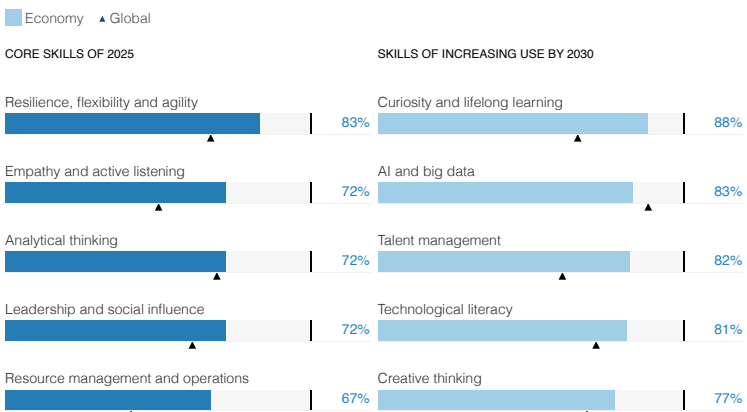 Economy Global
CORE SKILLS OF 2025
Resilience, flexibility and agility
83%
Empathy and active listening
72%
Analytical thinking
72%
Leadership and social influence
72%
Resource management and operations
67%
SKILLS OF INCREASING USE BY 2030
Curiosity and lifelong learning
88%
AI and big data
83%
Talent management
82%
Technological literacy
81%
Creative thinking
77%